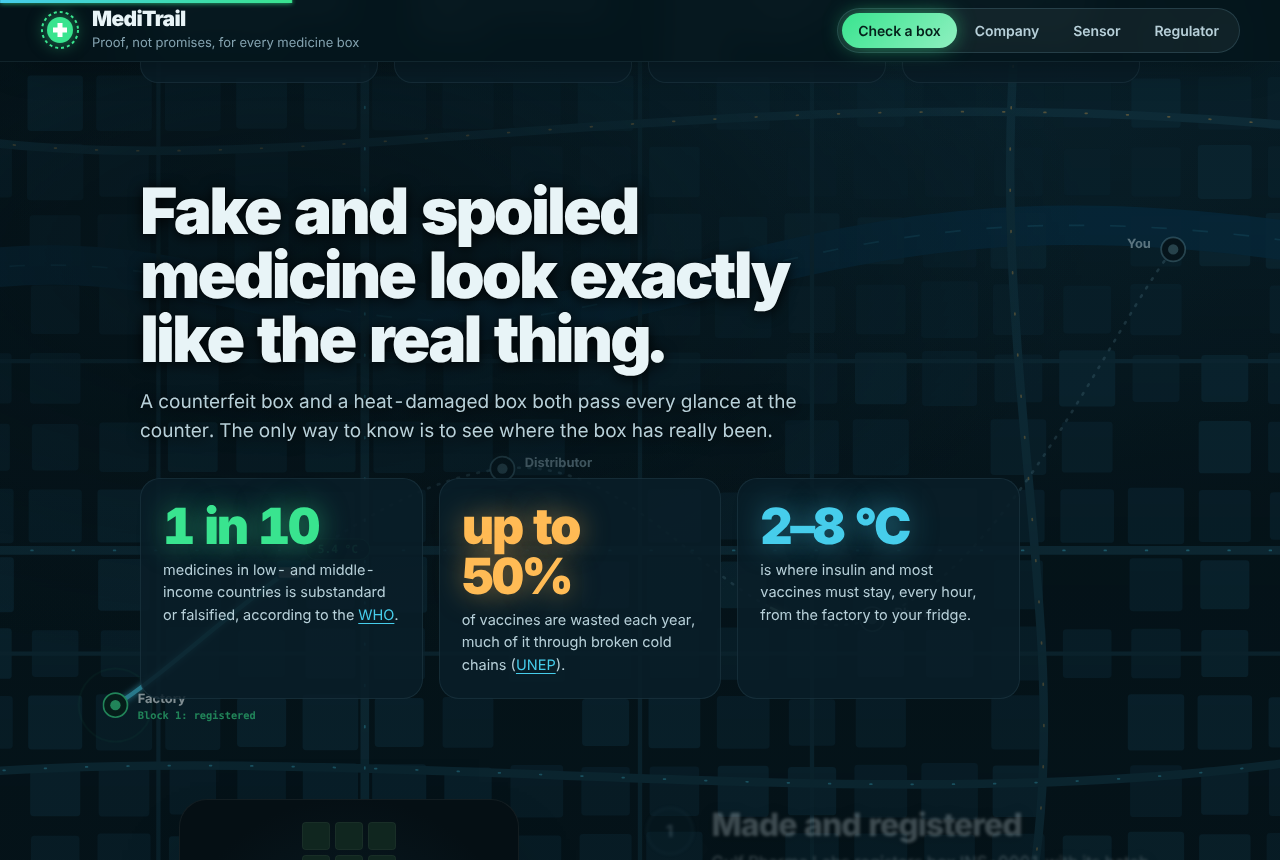 MediTrail
Proof, not promises, for every medicine box
Check a box
Company
Sensor
Regulator
Fake and spoiled
medicine look exactly
like the real thing.
A counterfeit box and a heat-damaged box both pass every glance at the
counter. The only way to know is to see where the box has really been.
You
Distributor
1 in 10
medicines in low- and middle-
income countries is substandard
or falsified, according to the WHO.
up to
50%
of vaccines are wasted each year,
much of it through broken cold
chains (UNEP).
2–8 °C
is where insulin and most
vaccines must stay, every hour,
from the factory to your fridge.
Factory
Block 1: registered
1
Made and registered